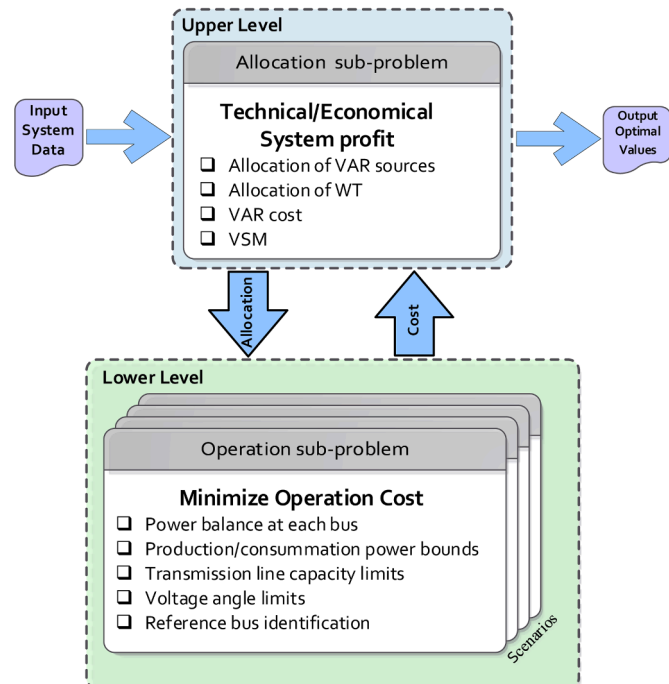 Upper Level
Allocation sub-problem
Input
System
Data
Technical/Economical
System profit
Allocation of VAR sources
Allocation of WT
VAR cost
VSM
Output
Optimal
Values
Allocation
Cost
Lower Level
Operation sub-problem
Minimize Operation Cost
Power balance at each bus
Production/consummation power bounds
Transmission line capacity limits
Voltage angle limits
Reference bus identification
Scenarios